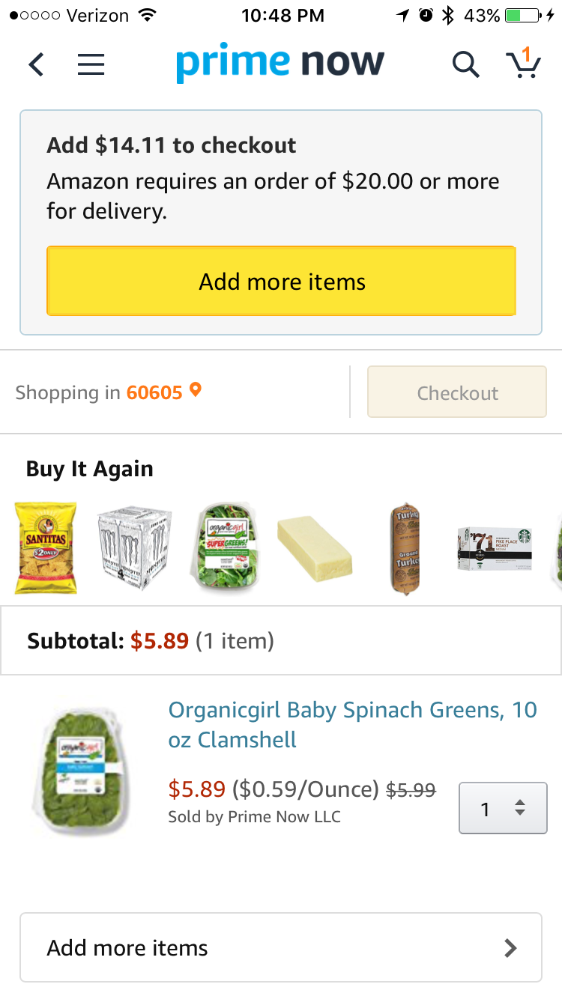 Verizon 10:48 PM 43%
prime now 1
Add $14.11 to checkout
Amazon requires an order of $20.00 or more
for delivery.
Add more items
Shopping in 60605
Checkout
Buy It Again
SANTITAS
$2 ONLY
organicgirl
SUPERGREENS!
Turkey
Ground
Turkey
'71
PIKE PLACE
ROAST
Subtotal: $5.89 (1 item)
Organicgirl Baby Spinach Greens, 10
oz Clamshell
organicgirl
$5.89 ($0.59/Ounce) $5.99
Sold by Prime Now LLC
1
Add more items